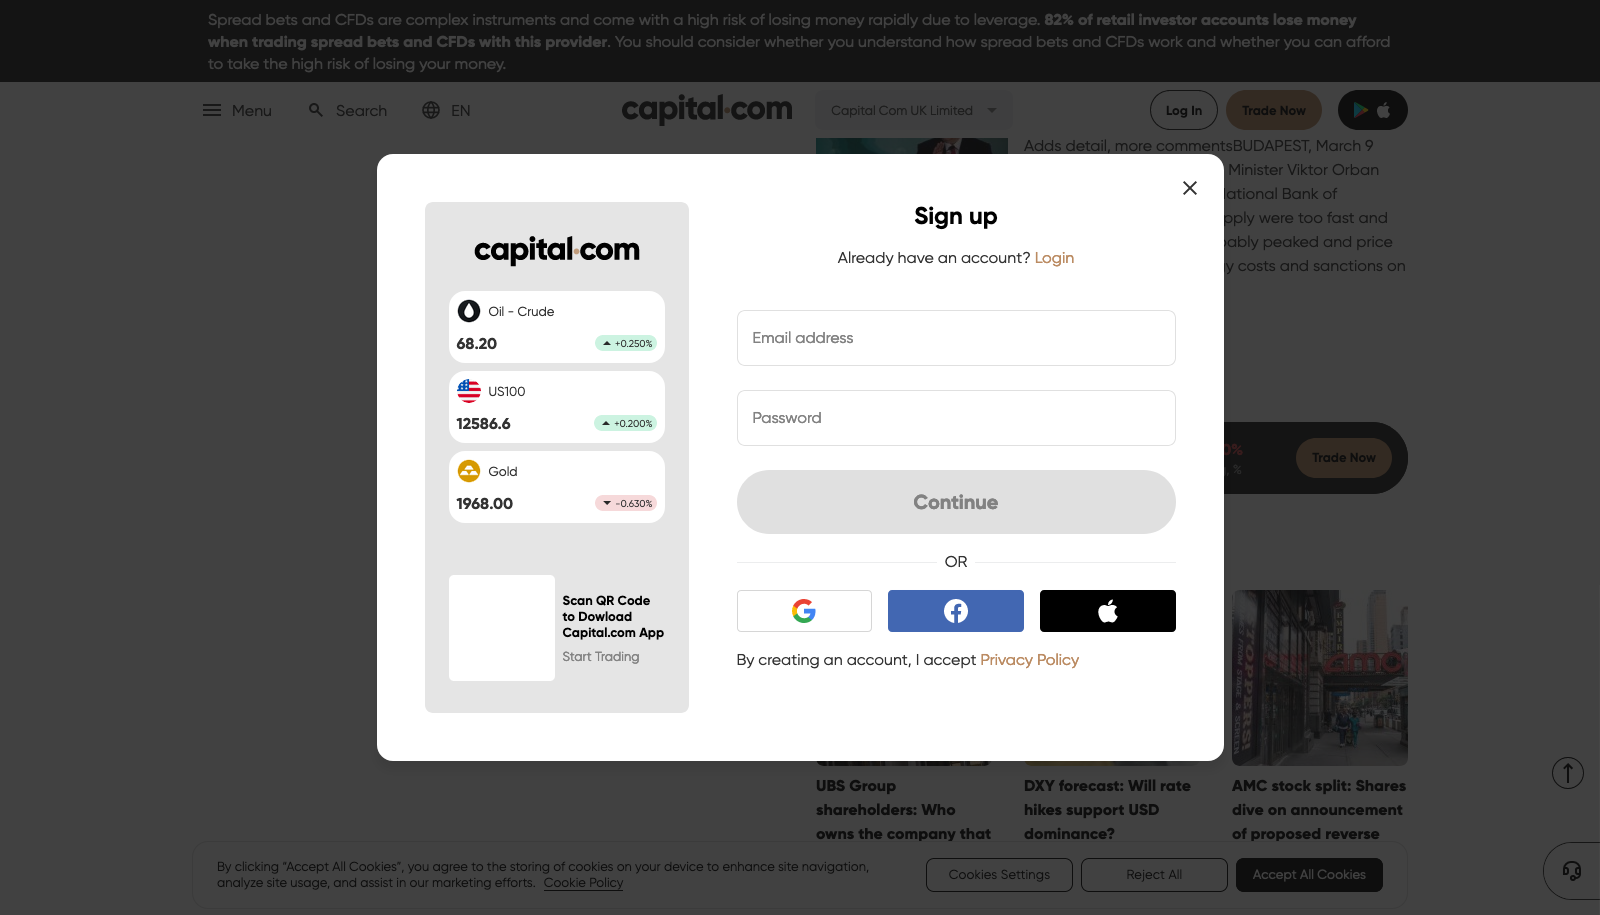 Spread bets and CFDs are complex instruments and come with a high risk of losing money rapidly due to leverage. 82% of retail investor accounts lose money
when trading spread bets and CFDs with this provider. You should consider whether you understand how spread bets and CFDs work and whether you can afford
to take the high risk of losing your money.
Menu
Search
EN
capital.com
Capital Com UK Limited
Log In
Trade Now
Adds detail, more commentsBUDAPEST, March 9
Minister Viktor Orban
National Bank of
pply were too fast and
bably peaked and price
y costs and sanctions on
capital.com
Oil - Crude
68.20
+0.250%
US100
12586.6
+0.200%
Gold
1968.00
-0.630%
Scan QR Code
to Dowload
Capital.com App
Start Trading
Sign up
Already have an account? Login
Email address
Password
Continue
OR
By creating an account, I accept Privacy Policy
0%
, %
Trade Now
UBS Group
shareholders: Who
owns the company that
DXY forecast: Will rate
hikes support USD
dominance?
AMC stock split: Shares
dive on announcement
of proposed reverse
By clicking "Accept All Cookies", you agree to the storing of cookies on your device to enhance site navigation,
analyze site usage, and assist in our marketing efforts. Cookie Policy
Cookies Settings
Reject All
Accept All Cookies